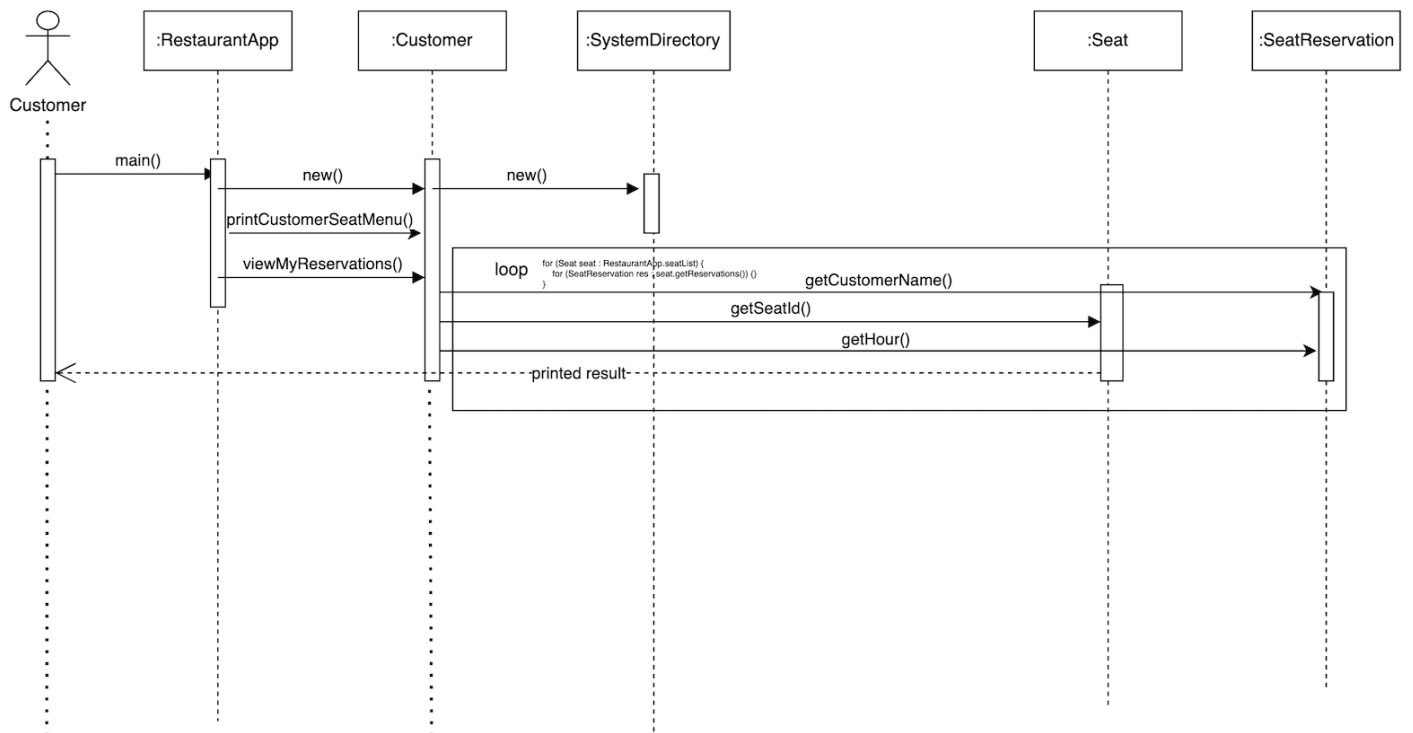 :RestaurantApp
:Customer
:SystemDirectory
:Seat
:SeatReservation
Customer
main()
new()
new()
printCustomerSeatMenu()
viewMyReservations()
loop
for (Seat seat : RestaurantApp.seatList) {
for (SeatReservation res : seat.getReservations()) {}
}
getCustomerName()
getSeatId()
getHour()
printed result